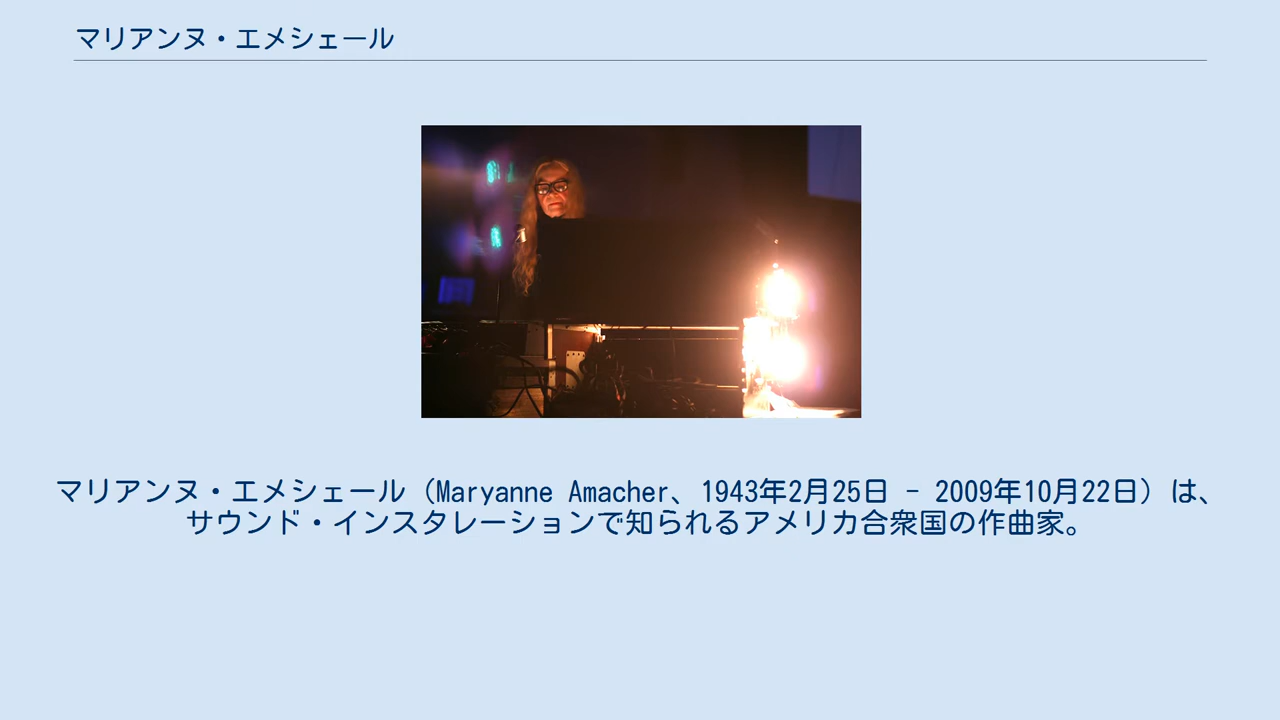 マリアンヌ・エメシェール
マリアンヌ・エメシェール（Maryanne Amacher、1943年2月25日 - 2009年10月22日）は、
サウンド・インスタレーションで知られるアメリカ合衆国の作曲家。